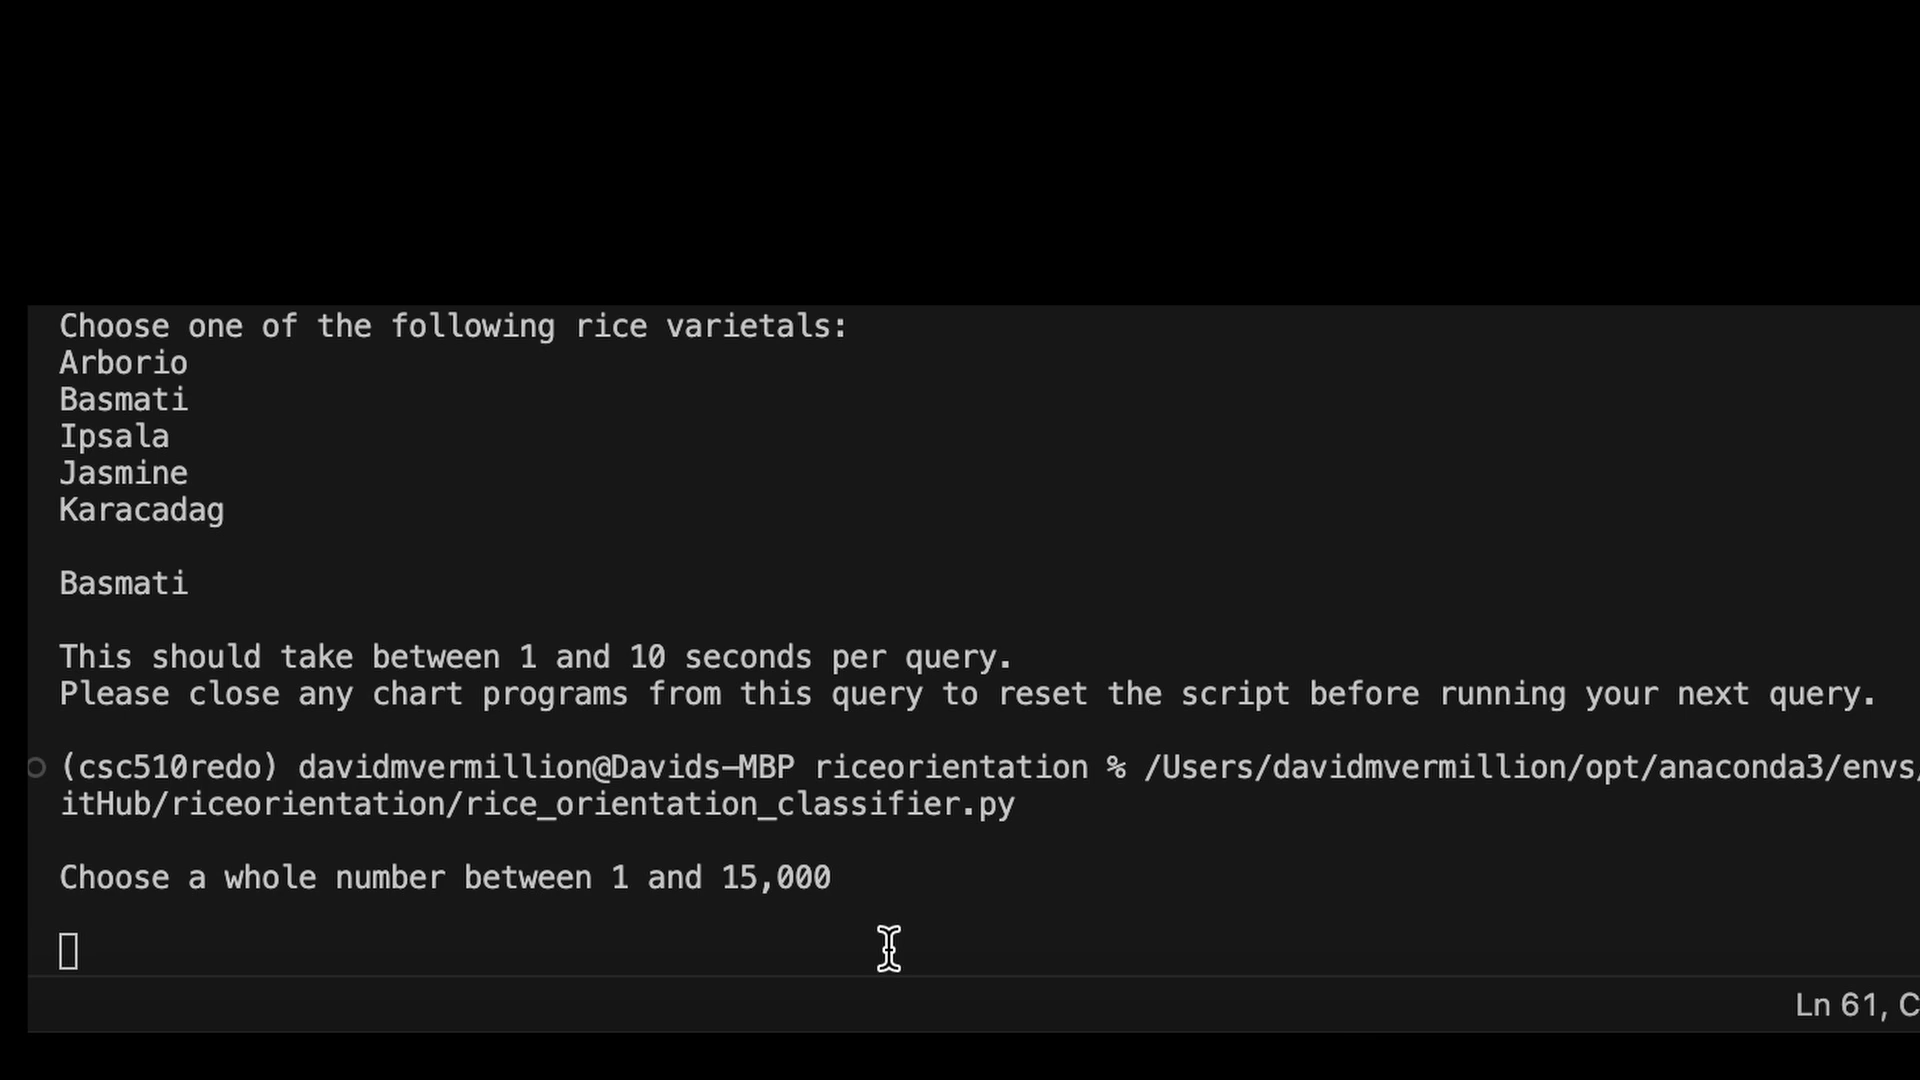 Choose one of the following rice varietals:
Arborio
Basmati
Ipsala
Jasmine
Karacadag
Basmati
This should take between 1 and 10 seconds per query.
Please close any chart programs from this query to reset the script before running your next query.
(csc510redo) davidmvermillion@Davids-MBP riceorientation % /Users/davidmvermillion/opt/anaconda3/envs/
itHub/riceorientation/rice_orientation_classifier.py
Choose a whole number between 1 and 15,000
Ln 61, C